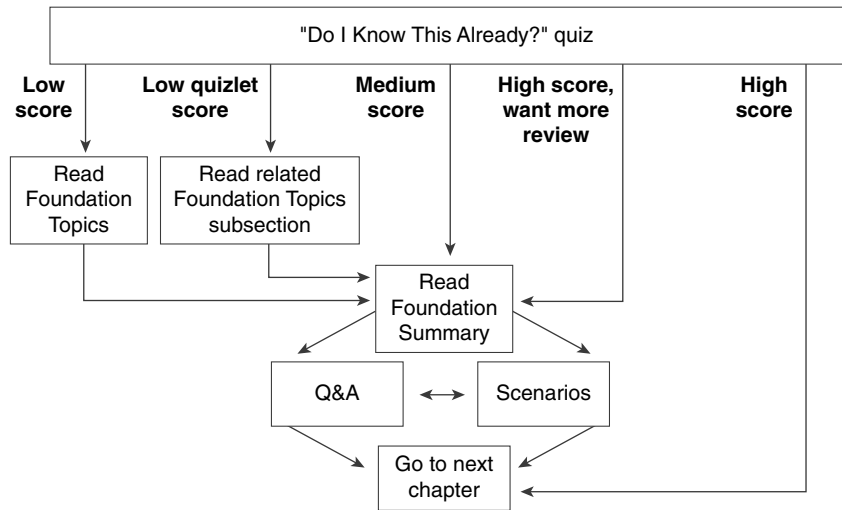 "Do I Know This Already?" quiz
Low
score
Low quizlet
score
Medium
score
High score,
want more
review
High
score
Read
Foundation
Topics
Read related
Foundation Topics
subsection
Read
Foundation
Summary
Q&A
Scenarios
Go to next
chapter